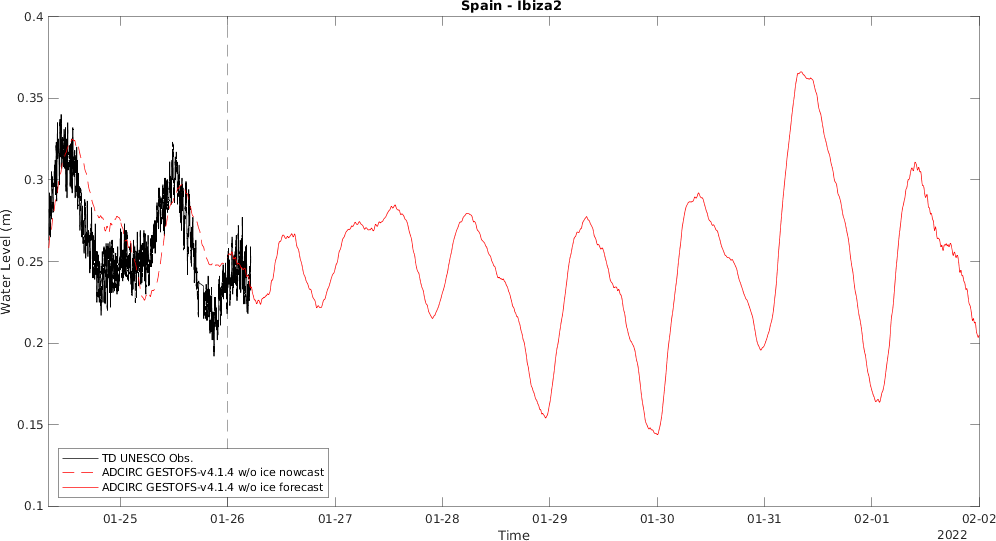 Spain - Ibiza2
0.4
0.35
0.3
0.25
0.2
0.15
0.1
Water Level (m)
TD UNESCO Obs.
ADCIRC GESTOFS-v4.1.4 w/o ice nowcast
ADCIRC GESTOFS-v4.1.4 w/o ice forecast
01-25 01-26 01-27 01-28 01-29 01-30 01-31 02-01 02-02
Time
2022